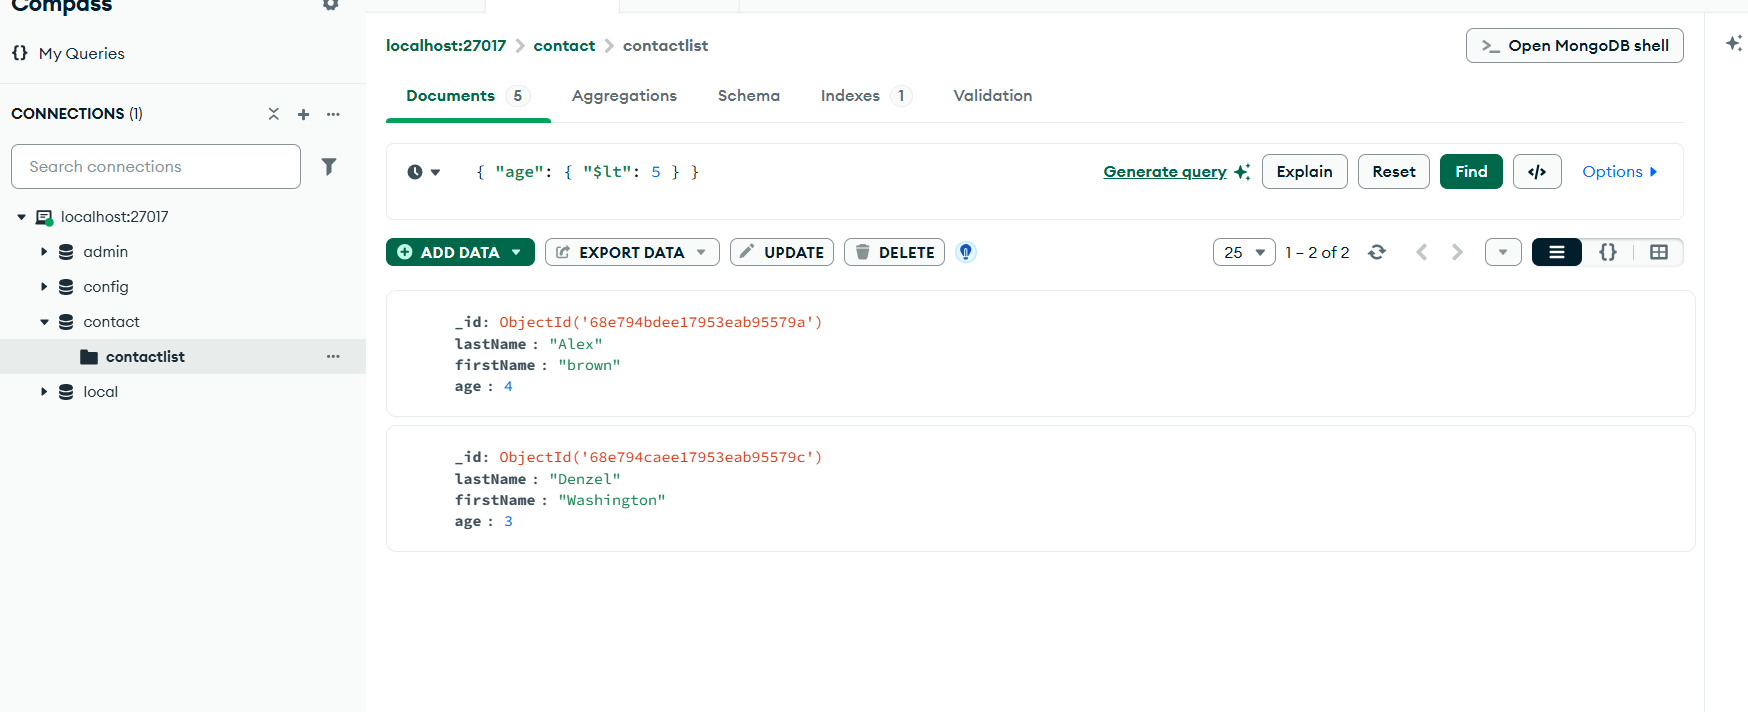 Compass
My Queries
CONNECTIONS (1)
Search connections
localhost:27017
admin
config
contact
contactlist
local
localhost:27017 > contact > contactlist
>_ Open MongoDB shell
Documents 5 Aggregations Schema Indexes 1 Validation
{ "age": { "$lt": 5 } }
Generate query Explain Reset Find </> Options
ADD DATA EXPORT DATA UPDATE DELETE 25 1 – 2 of 2 {}
_id: ObjectId('68e794bdee17953eab95579a')
lastName : "Alex"
firstName : "brown"
age : 4
_id: ObjectId('68e794caee17953eab95579c')
lastName : "Denzel"
firstName : "Washington"
age : 3